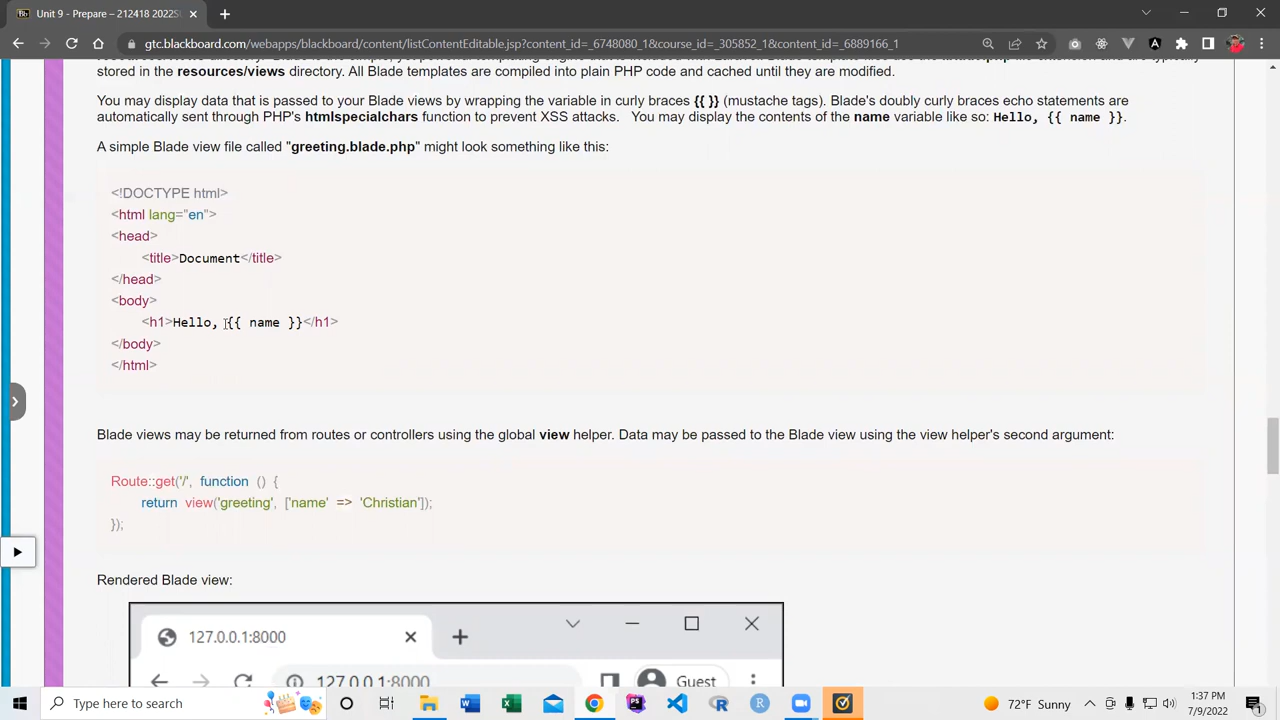 Unit 9 – Prepare – 212418 2022S
gtc.blackboard.com/webapps/blackboard/content/listContentEditable.jsp?content_id=_6748080_1&course_id=_305852_1&content_id=_6889166_1
stored in the resources/views directory. All Blade templates are compiled into plain PHP code and cached until they are modified.
You may display data that is passed to your Blade views by wrapping the variable in curly braces {{ }} (mustache tags). Blade's doubly curly braces echo statements are
automatically sent through PHP's htmlspecialchars function to prevent XSS attacks. You may display the contents of the name variable like so: Hello, {{ name }}.
A simple Blade view file called "greeting.blade.php" might look something like this:
<!DOCTYPE html>
<html lang="en">
<head>
<title>Document</title>
</head>
<body>
<h1>Hello, {{ name }}</h1>
</body>
</html>
Blade views may be returned from routes or controllers using the global view helper. Data may be passed to the Blade view using the view helper's second argument:
Route::get('/', function () {
return view('greeting', ['name' => 'Christian']);
});
Rendered Blade view:
127.0.0.1:8000
127.0.0.1:8000
Guest
Type here to search
72°F Sunny
1:37 PM
7/9/2022